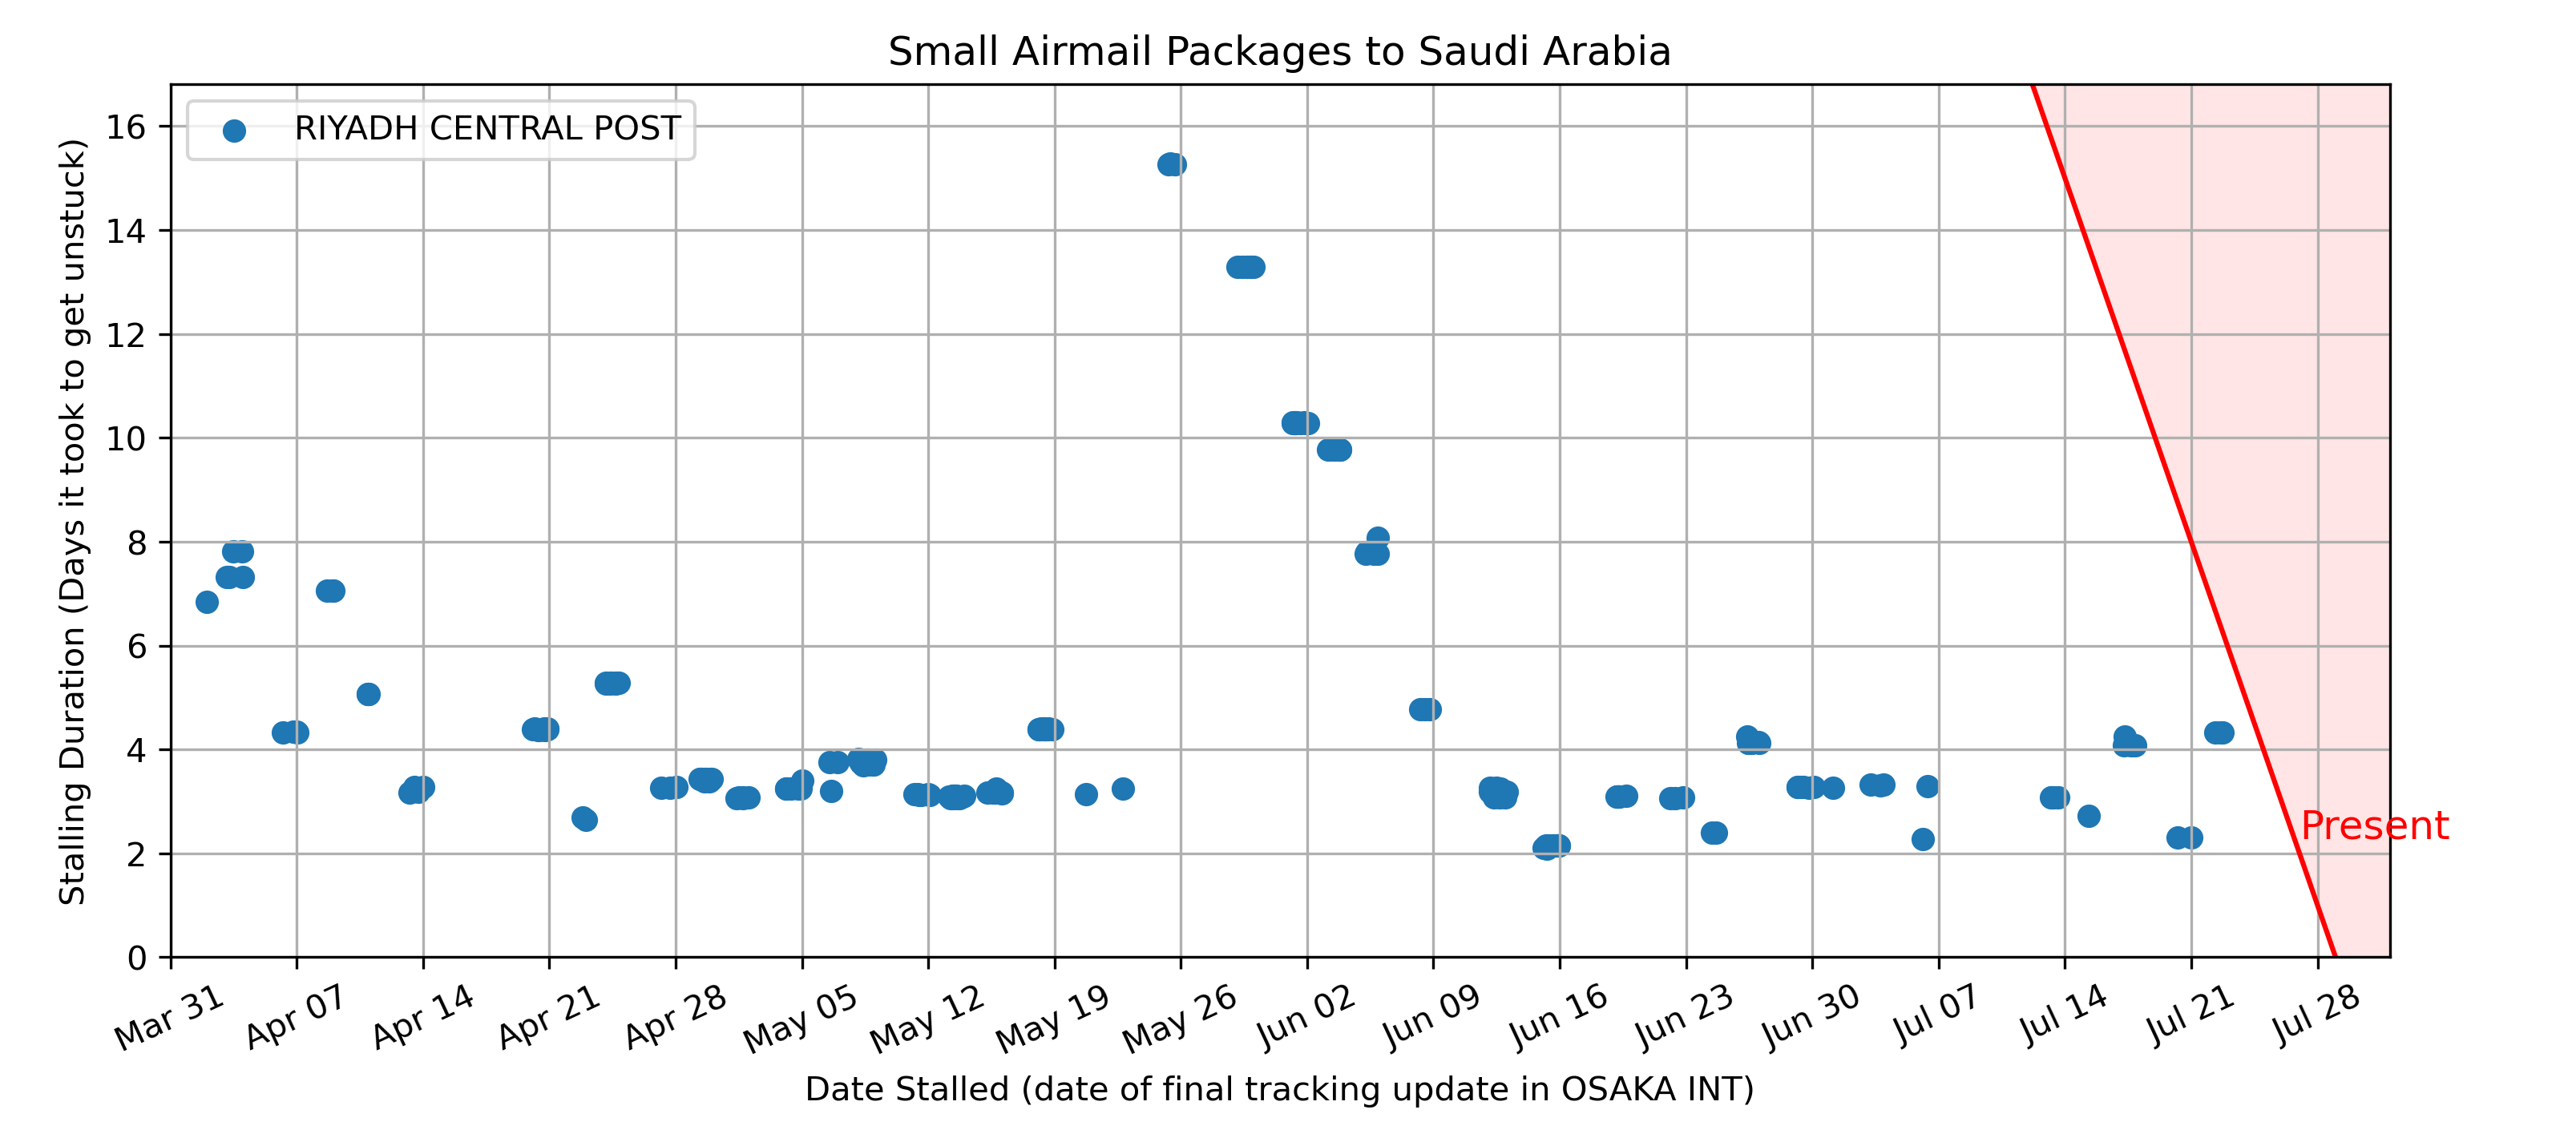 Small Airmail Packages to Saudi Arabia
RIYADH CENTRAL POST
Stalling Duration (Days it took to get unstuck)
16
14
12
10
8
6
4
2
0
Present
Mar 31
Apr 07
Apr 14
Apr 21
Apr 28
May 05
May 12
May 19
May 26
Jun 02
Jun 09
Jun 16
Jun 23
Jun 30
Jul 07
Jul 14
Jul 21
Jul 28
Date Stalled (date of final tracking update in OSAKA INT)